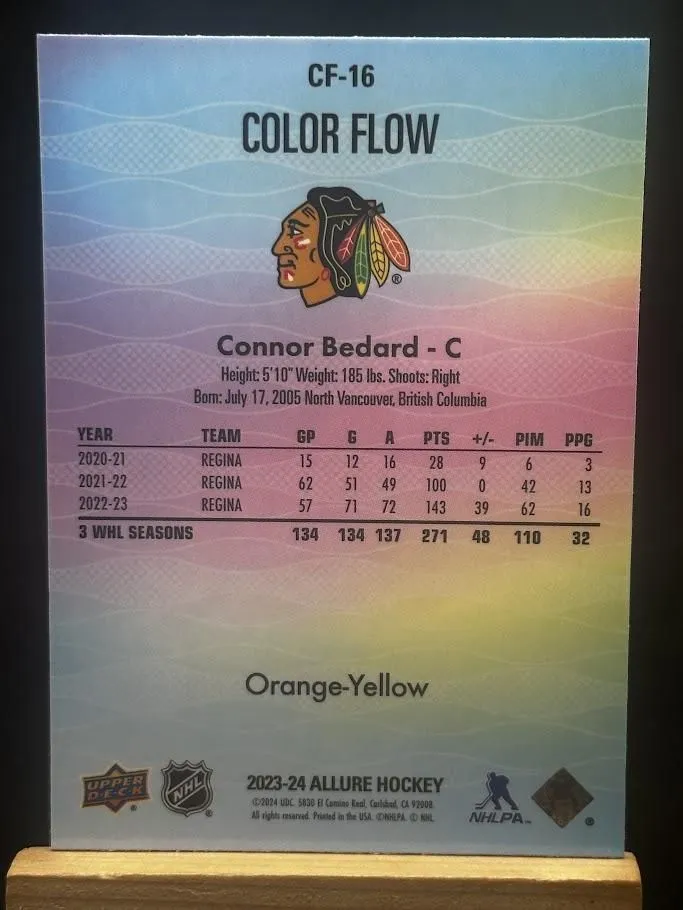 CF-16
COLOR FLOW
®
Connor Bedard - C
Height: 5'10" Weight: 185 lbs. Shoots: Right
Born: July 17, 2005 North Vancouver, British Columbia
YEAR TEAM GP G A PTS +/- PIM PPG
2020-21 REGINA 15 12 16 28 9 6 3
2021-22 REGINA 62 51 49 100 0 42 13
2022-23 REGINA 57 71 72 143 39 62 16
3 WHL SEASONS 134 134 137 271 48 110 32
Orange-Yellow
UPPER DECK ® NHL ®
2023-24 ALLURE HOCKEY
©2024 UDC. 5830 El Camino Real, Carlsbad, CA 92008.
All rights reserved. Printed in the USA. ©NHLPA. © NHL
NHLPA™ ®